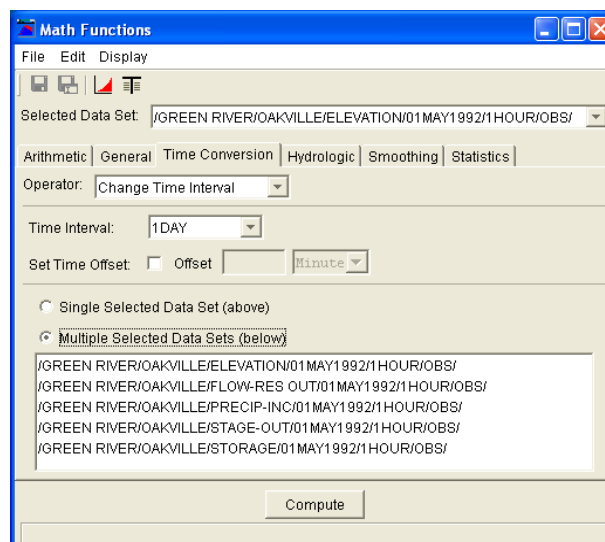 Math Functions
File Edit Display
Selected Data Set: /GREEN RIVER/OAKVILLE/ELEVATION/01MAY1992/1HOUR/OBS/
Arithmetic General Time Conversion Hydrologic Smoothing Statistics
Operator: Change Time Interval
Time Interval: 1DAY
Set Time Offset: Offset Minute
Single Selected Data Set (above)
Multiple Selected Data Sets (below)
/GREEN RIVER/OAKVILLE/ELEVATION/01MAY1992/1HOUR/OBS/
/GREEN RIVER/OAKVILLE/FLOW-RES OUT/01MAY1992/1HOUR/OBS/
/GREEN RIVER/OAKVILLE/PRECIP-INC/01MAY1992/1HOUR/OBS/
/GREEN RIVER/OAKVILLE/STAGE-OUT/01MAY1992/1HOUR/OBS/
/GREEN RIVER/OAKVILLE/STORAGE/01MAY1992/1HOUR/OBS/
Compute